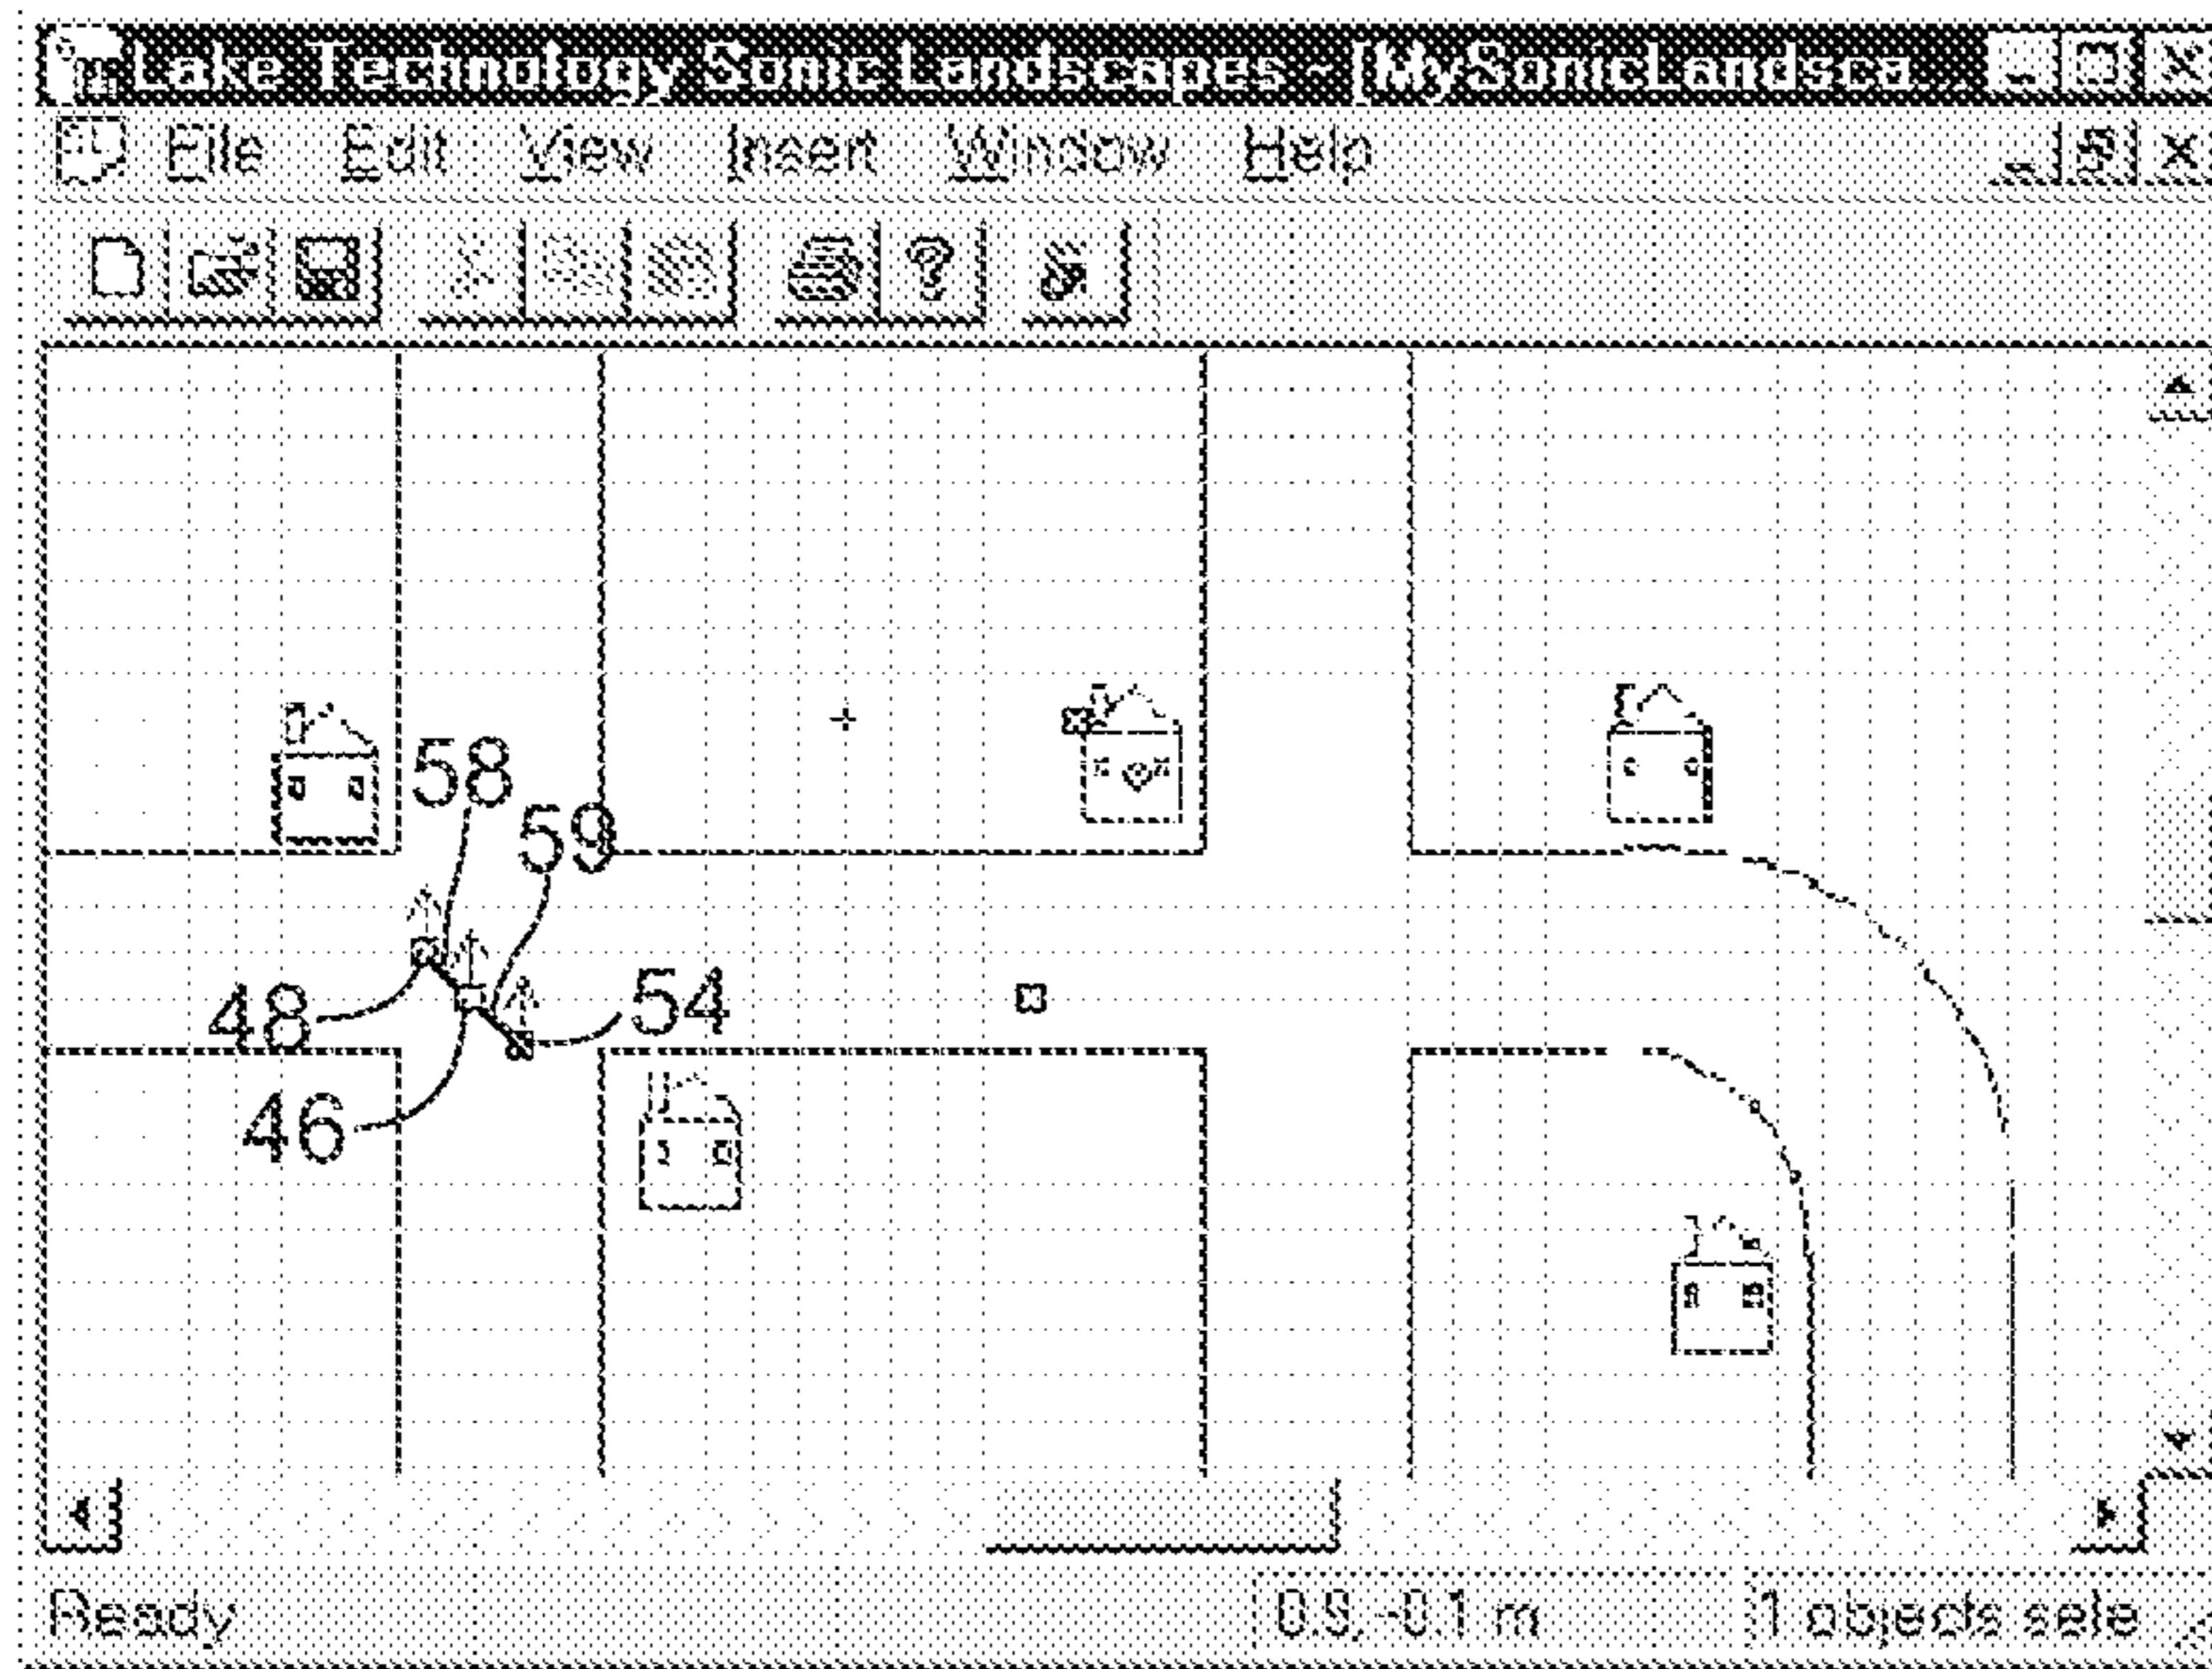 Lake Technology Sonic Landscapes - [MySonicLandsca
File Edit View Insert Window Help
58
59
48
54
46
Ready 0.9, -0.1 m 1 objects sele